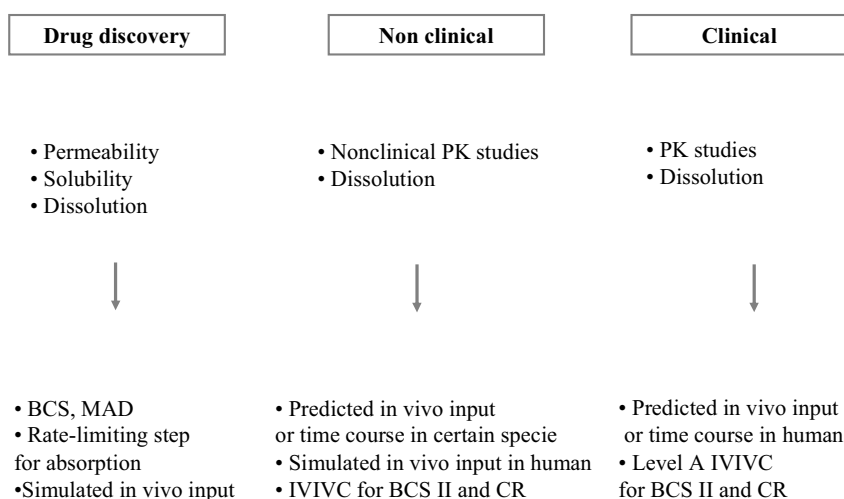 Drug discovery
Non clinical
Clinical
• Permeability
• Solubility
• Dissolution
• Nonclinical PK studies
• Dissolution
• PK studies
• Dissolution
• BCS, MAD
• Rate-limiting step
for absorption
•Simulated in vivo input
• Predicted in vivo input
or time course in certain specie
• Simulated in vivo input in human
• IVIVC for BCS II and CR
• Predicted in vivo input
or time course in human
• Level A IVIVC
for BCS II and CR